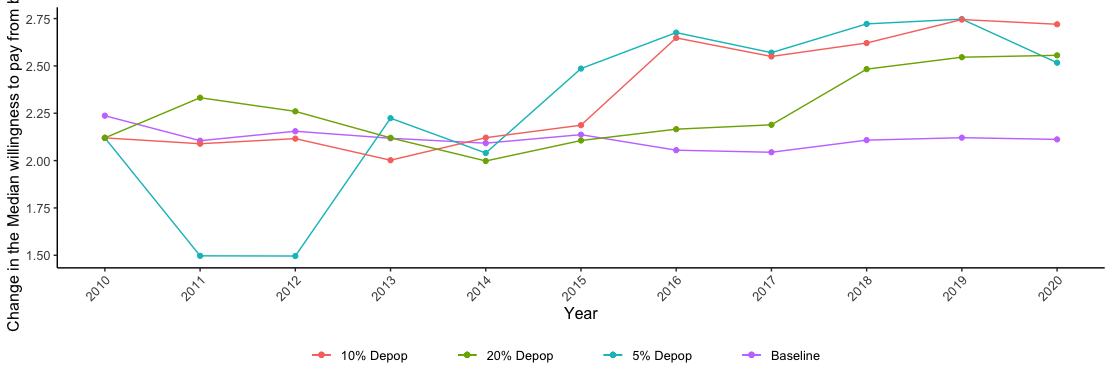 Change in the Median willingness to pay from
2.75
2.50
2.25
2.00
1.75
1.50
2010 2011 2012 2013 2014 2015 2016 2017 2018 2019 2020
Year
10% Depop 20% Depop 5% Depop Baseline